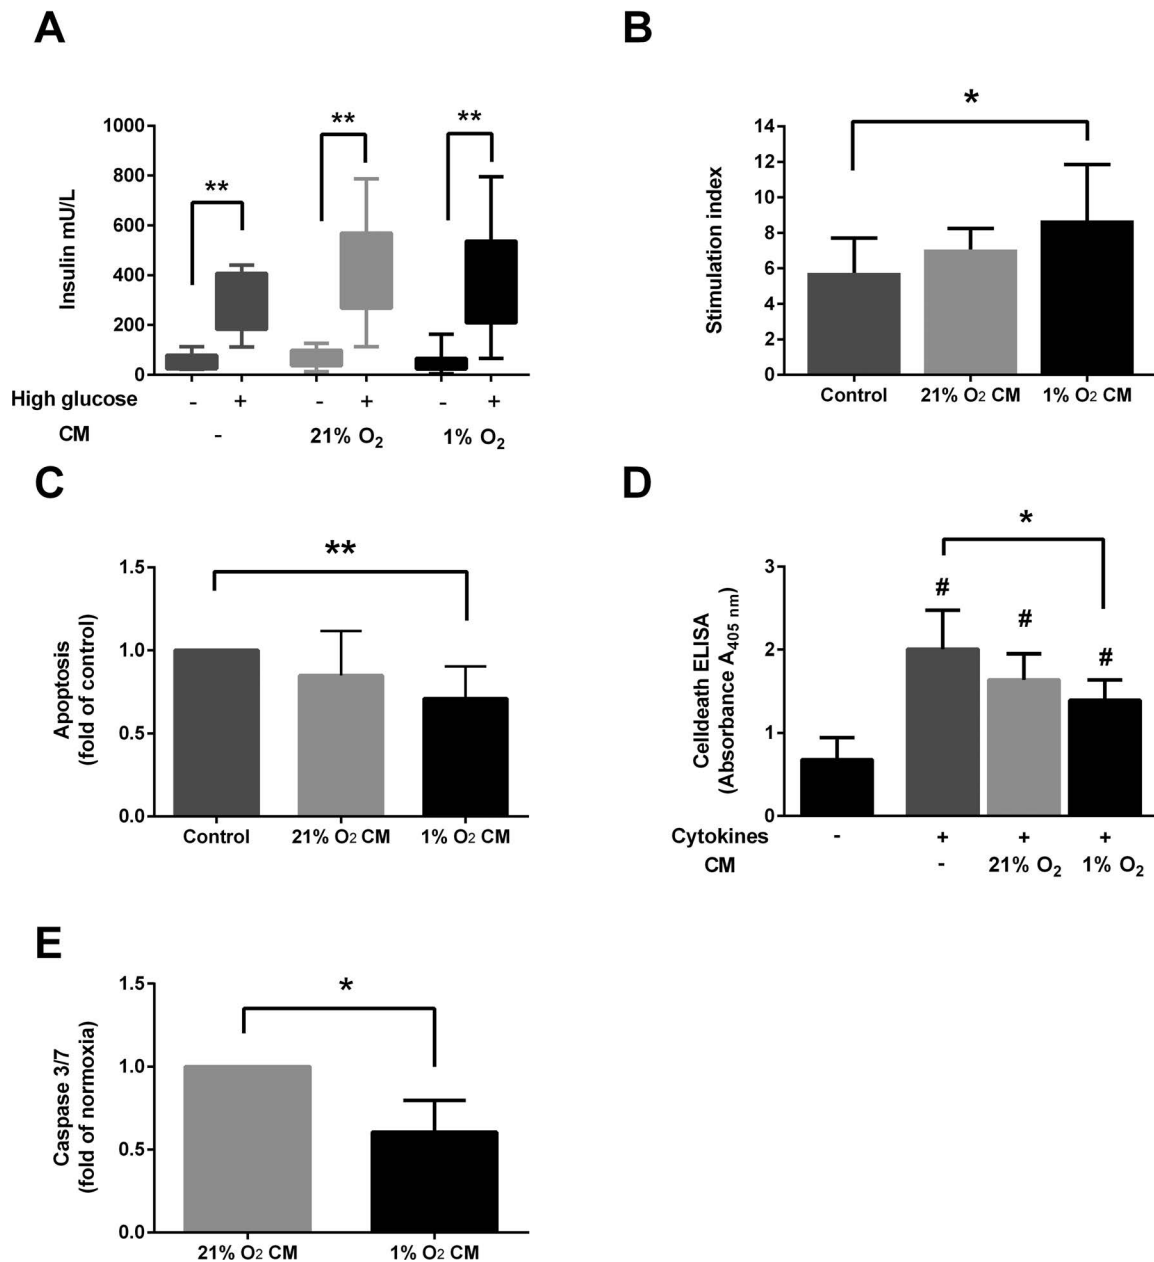 A
Insulin mU/L
1000
800
600
400
200
0
**
**
**
High glucose - + - + - +
CM - 21% O2 1% O2
B
Stimulation index
14
12
10
8
6
4
2
0
*
Control 21% O2 CM 1% O2 CM
C
Apoptosis
(fold of control)
1.5
1.0
0.5
0.0
**
Control 21% O2 CM 1% O2 CM
D
Celldeath ELISA
(Absorbance A405 nm)
3
2
1
0
*
#
#
#
Cytokines - + + +
CM - 21% O2 1% O2
E
Caspase 3/7
(fold of normoxia)
1.5
1.0
0.5
0.0
*
21% O2 CM 1% O2 CM